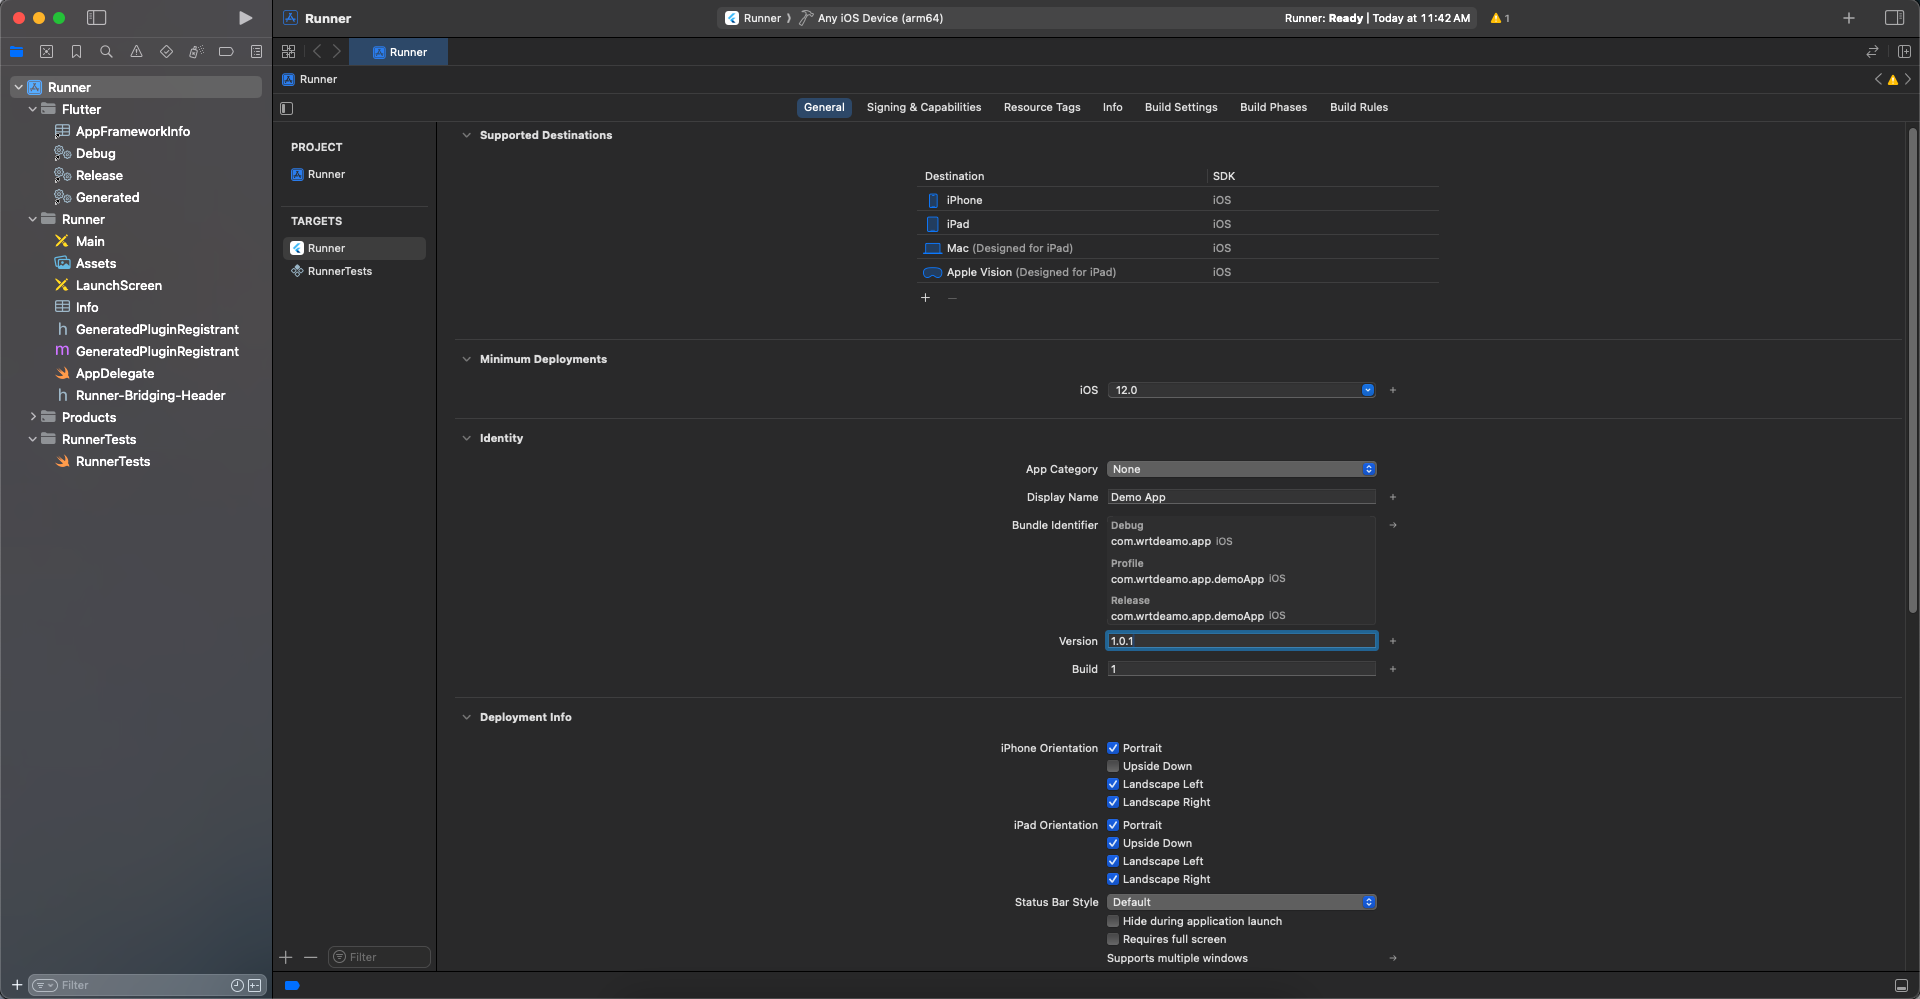 Runner
Runner
Any iOS Device (arm64)
Runner: Ready | Today at 11:42 AM
1
Runner
Runner
General
Signing & Capabilities
Resource Tags
Info
Build Settings
Build Phases
Build Rules
Runner
Flutter
AppFrameworkInfo
Debug
Release
Generated
Runner
Main
Assets
LaunchScreen
Info
h GeneratedPluginRegistrant
m GeneratedPluginRegistrant
AppDelegate
h Runner-Bridging-Header
Products
RunnerTests
RunnerTests
Filter
PROJECT
Runner
TARGETS
Runner
RunnerTests
Filter
Supported Destinations
Destination SDK
iPhone iOS
iPad iOS
Mac (Designed for iPad) iOS
Apple Vision (Designed for iPad) iOS
Minimum Deployments
iOS 12.0
Identity
App Category None
Display Name Demo App
Bundle Identifier Debug
com.wrtdeamo.app iOS
Profile
com.wrtdeamo.app.demoApp iOS
Release
com.wrtdeamo.app.demoApp iOS
Version 1.0.1
Build 1
Deployment Info
iPhone Orientation Portrait
Upside Down
Landscape Left
Landscape Right
iPad Orientation Portrait
Upside Down
Landscape Left
Landscape Right
Status Bar Style Default
Hide during application launch
Requires full screen
Supports multiple windows